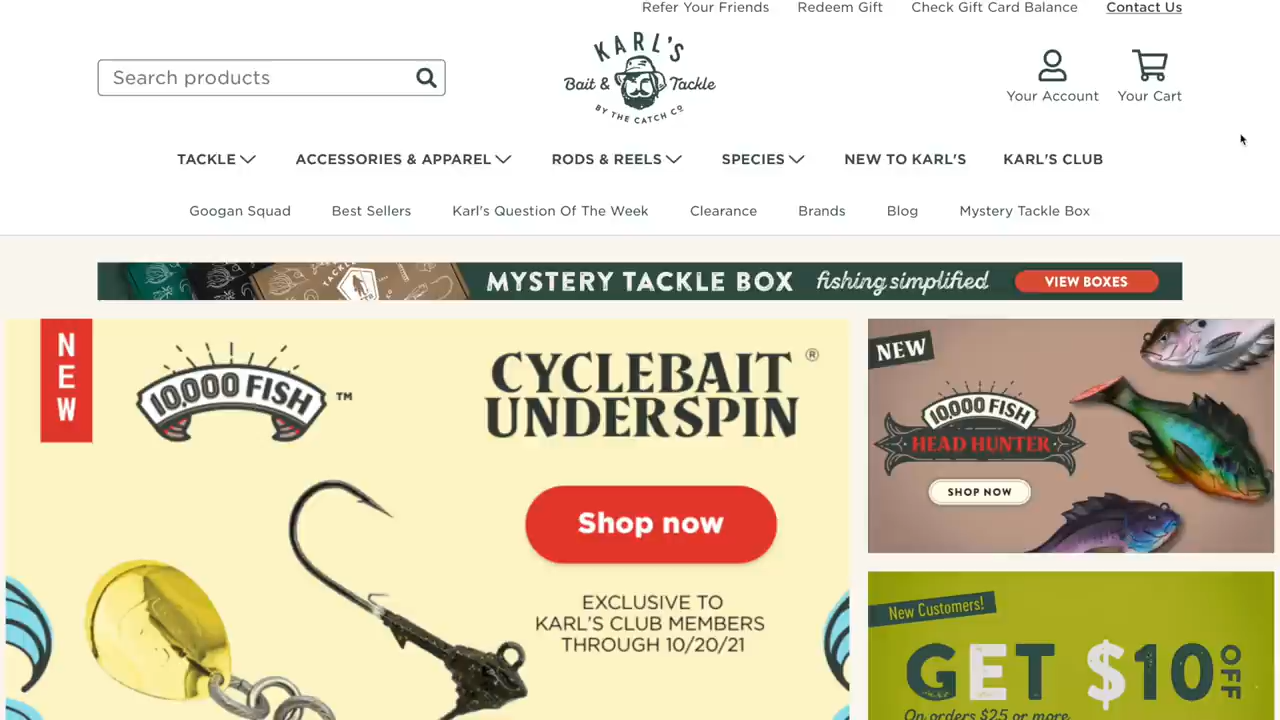 Refer Your Friends Redeem Gift Check Gift Card Balance Contact Us
Search products
KARL'S
Bait & Tackle
BY THE CATCH CO
Your Account Your Cart
TACKLE ACCESSORIES & APPAREL RODS & REELS SPECIES NEW TO KARL'S KARL'S CLUB
Googan Squad Best Sellers Karl's Question Of The Week Clearance Brands Blog Mystery Tackle Box
MYSTERY TACKLE BOX fishing simplified VIEW BOXES
NEW
10,000 FISH ™
CYCLEBAIT ®
UNDERSPIN
Shop now
EXCLUSIVE TO
KARL'S CLUB MEMBERS
THROUGH 10/20/21
NEW
10,000 FISH
HEAD HUNTER
SHOP NOW
New Customers!
GET $10 OFF
On orders $25 or more